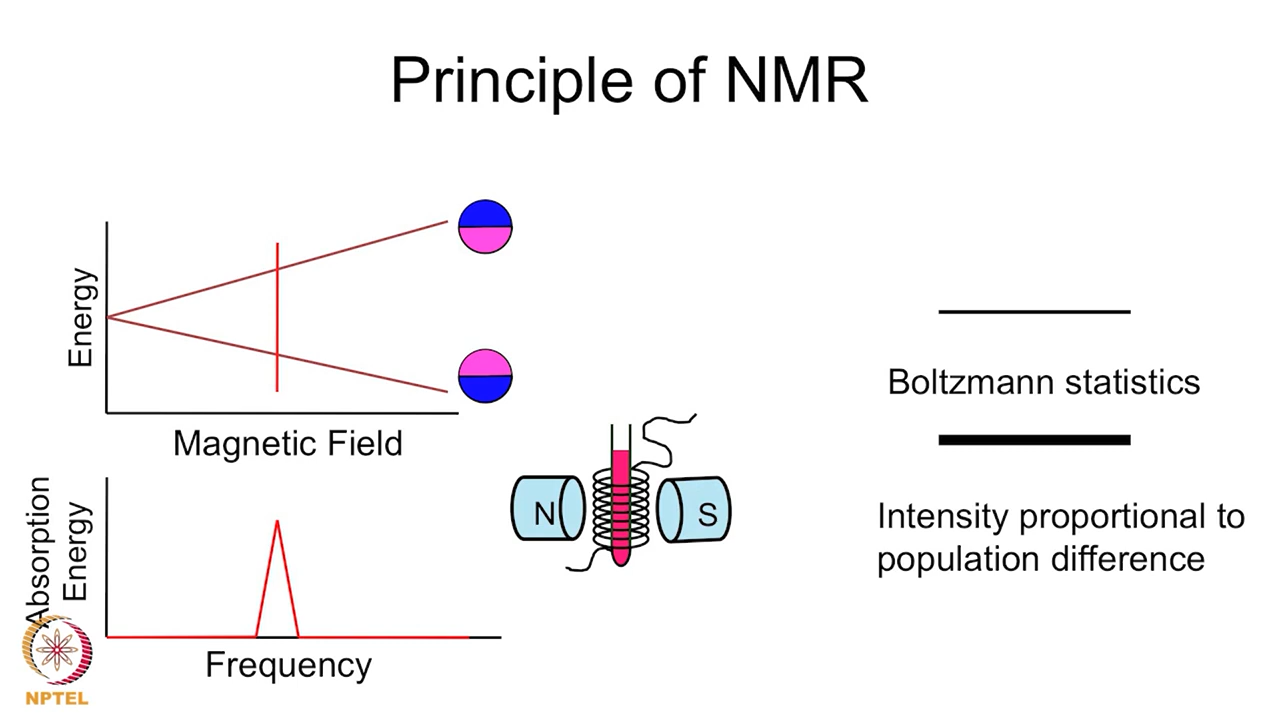 Principle of NMR
Energy
Magnetic Field
Absorption
Energy
Frequency
N
S
Boltzmann statistics
Intensity proportional to
population difference
NPTEL